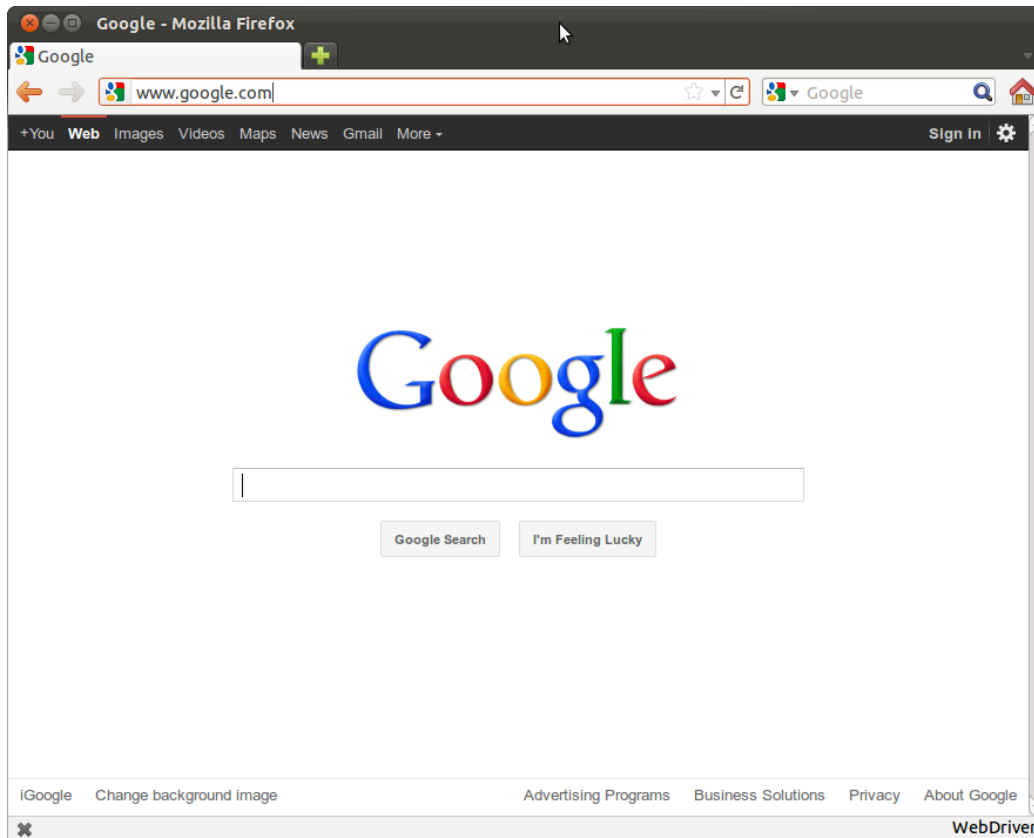 Google - Mozilla Firefox
Google
www.google.com Google
+You Web Images Videos Maps News Gmail More Sign in
Google
Google Search I'm Feeling Lucky
iGoogle Change background image Advertising Programs Business Solutions Privacy About Google
WebDriver